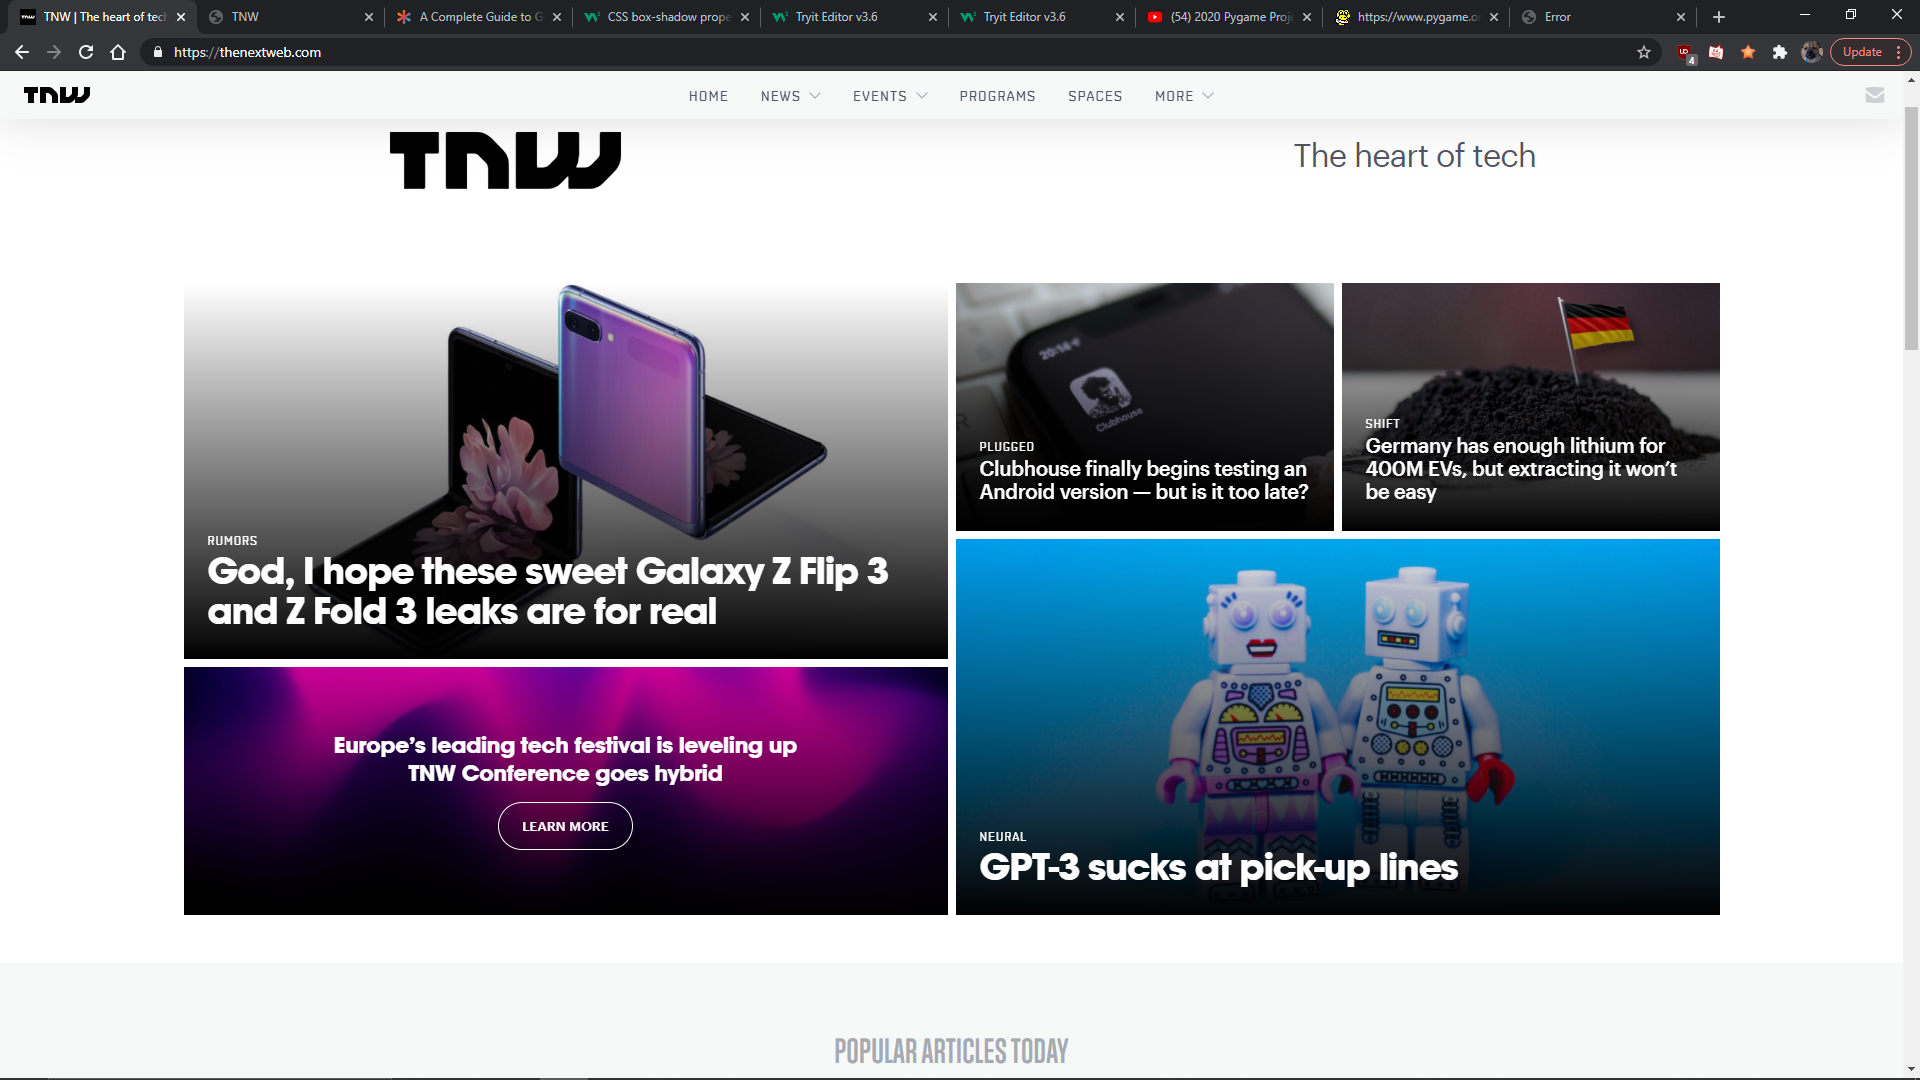 TNW | The heart of tec
TNW
A Complete Guide to G
CSS box-shadow prope
Tryit Editor v3.6
Tryit Editor v3.6
(54) 2020 Pygame Proj
https://www.pygame.o
Error
https://thenextweb.com
4
Update
TNW
HOME
NEWS
EVENTS
PROGRAMS
SPACES
MORE
TNW
The heart of tech
RUMORS
God, I hope these sweet Galaxy Z Flip 3
and Z Fold 3 leaks are for real
20:14
Clubhouse
PLUGGED
Clubhouse finally begins testing an
Android version — but is it too late?
SHIFT
Germany has enough lithium for
400M EVs, but extracting it won’t
be easy
Europe’s leading tech festival is leveling up
TNW Conference goes hybrid
LEARN MORE
NEURAL
GPT-3 sucks at pick-up lines
POPULAR ARTICLES TODAY